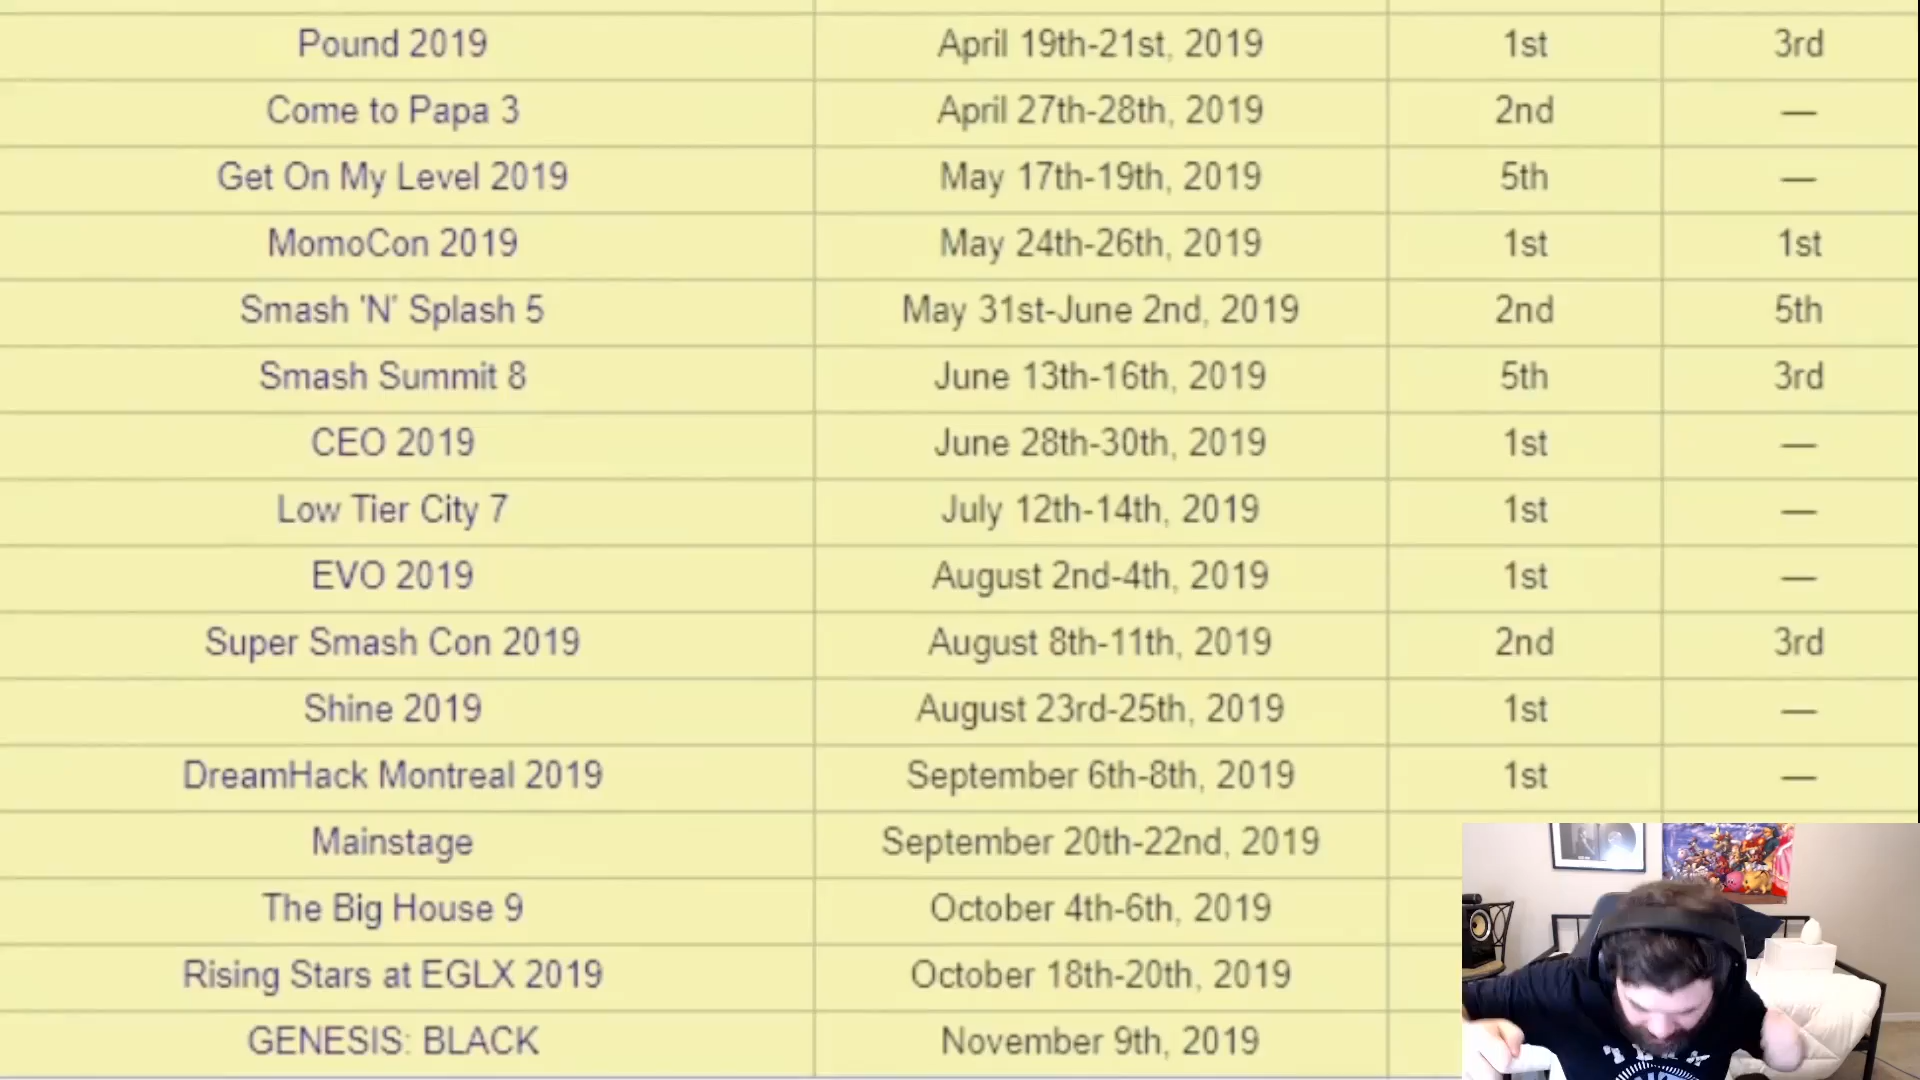 Pound 2019 April 19th-21st, 2019 1st 3rd
Come to Papa 3 April 27th-28th, 2019 2nd —
Get On My Level 2019 May 17th-19th, 2019 5th —
MomoCon 2019 May 24th-26th, 2019 1st 1st
Smash 'N' Splash 5 May 31st-June 2nd, 2019 2nd 5th
Smash Summit 8 June 13th-16th, 2019 5th 3rd
CEO 2019 June 28th-30th, 2019 1st —
Low Tier City 7 July 12th-14th, 2019 1st —
EVO 2019 August 2nd-4th, 2019 1st —
Super Smash Con 2019 August 8th-11th, 2019 2nd 3rd
Shine 2019 August 23rd-25th, 2019 1st —
DreamHack Montreal 2019 September 6th-8th, 2019 1st —
Mainstage September 20th-22nd, 2019
The Big House 9 October 4th-6th, 2019
Rising Stars at EGLX 2019 October 18th-20th, 2019
GENESIS: BLACK November 9th, 2019